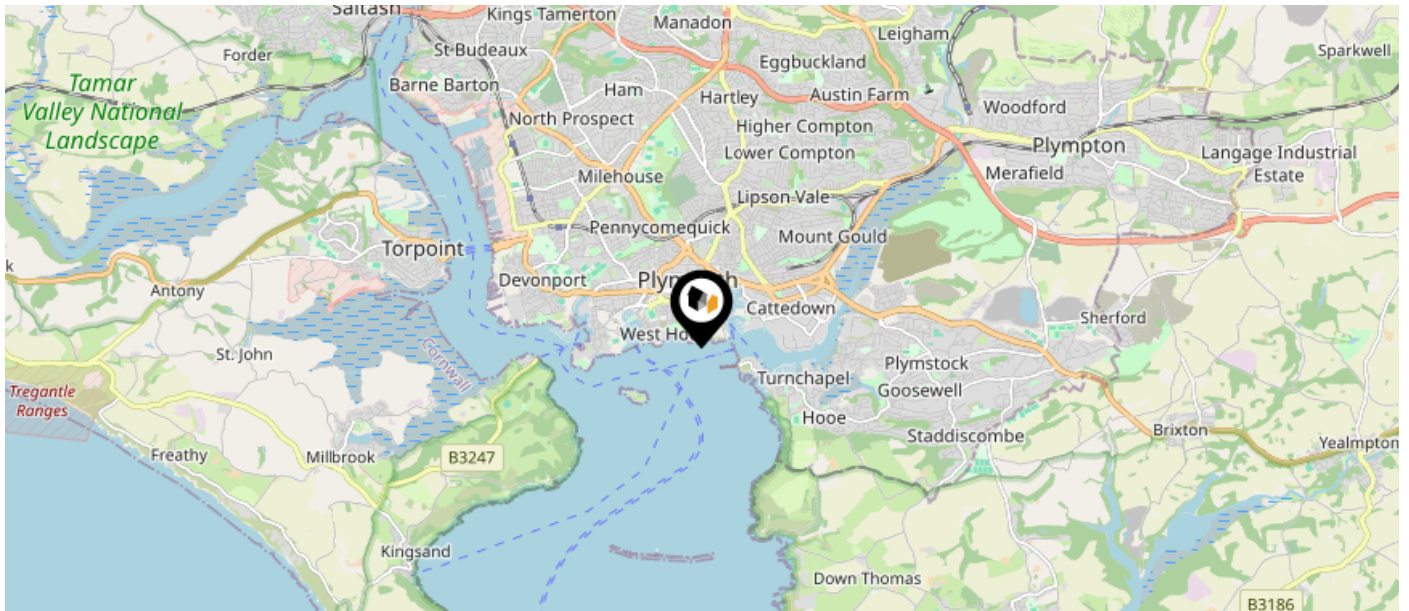 Saltash
Kings Tamerton
Manadon
Leigham
Sparkwell
Forder
St Budeaux
Eggbuckland
Tamar
Valley National
Landscape
Barne Barton
Ham
Hartley
Austin Farm
Woodford
North Prospect
Higher Compton
Lower Compton
Plympton
Langage Industrial
Estate
Milehouse
Merafield
Lipson Vale
Pennycomequick
Mount Gould
Torpoint
k
Antony
Devonport
Cattedown
Sherford
West Ho
St. John
Cornwall
Plymstock
Turnchapel
Goosewell
Tregantle
Ranges
Hooe
Staddiscombe
Brixton
Yealmpton
Freathy
Millbrook
B3247
Kingsand
Down Thomas
B3186